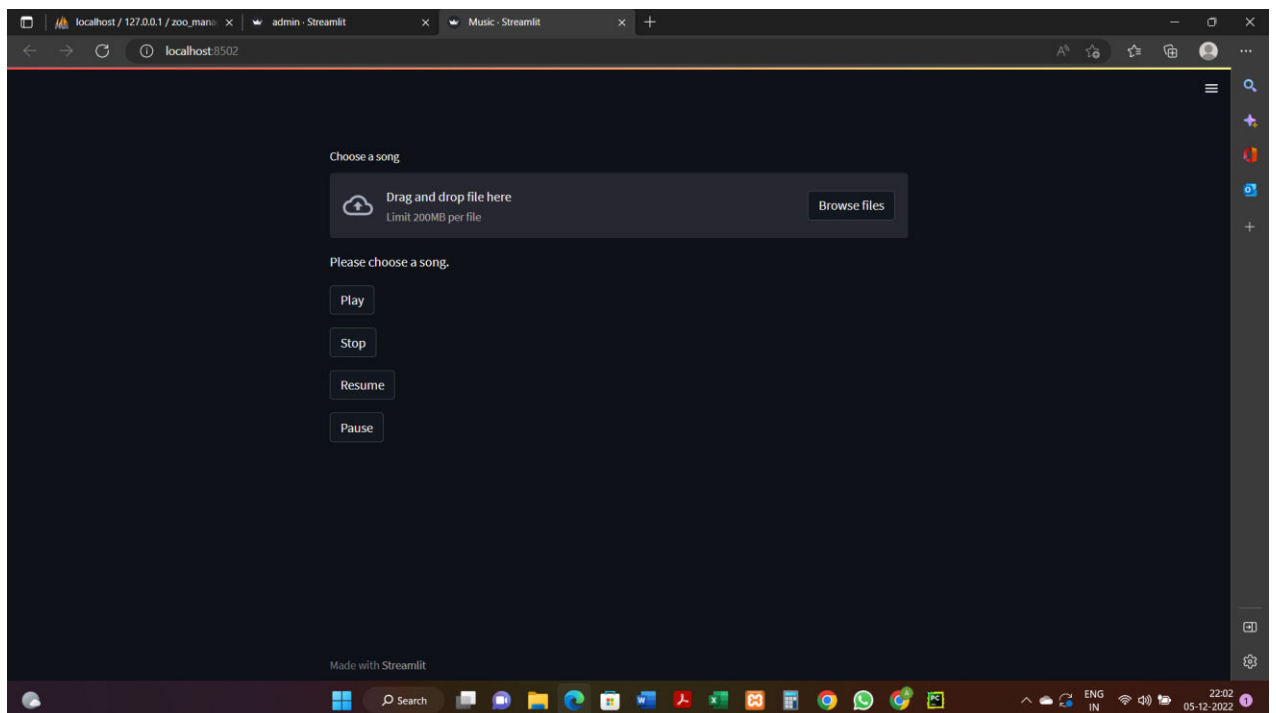 localhost / 127.0.0.1 / zoo_mana
admin · Streamlit
Music · Streamlit
localhost:8502
Choose a song
Drag and drop file here
Limit 200MB per file
Browse files
Please choose a song.
Play
Stop
Resume
Pause
Made with Streamlit
Search
ENG
IN
22:02
05-12-2022
1